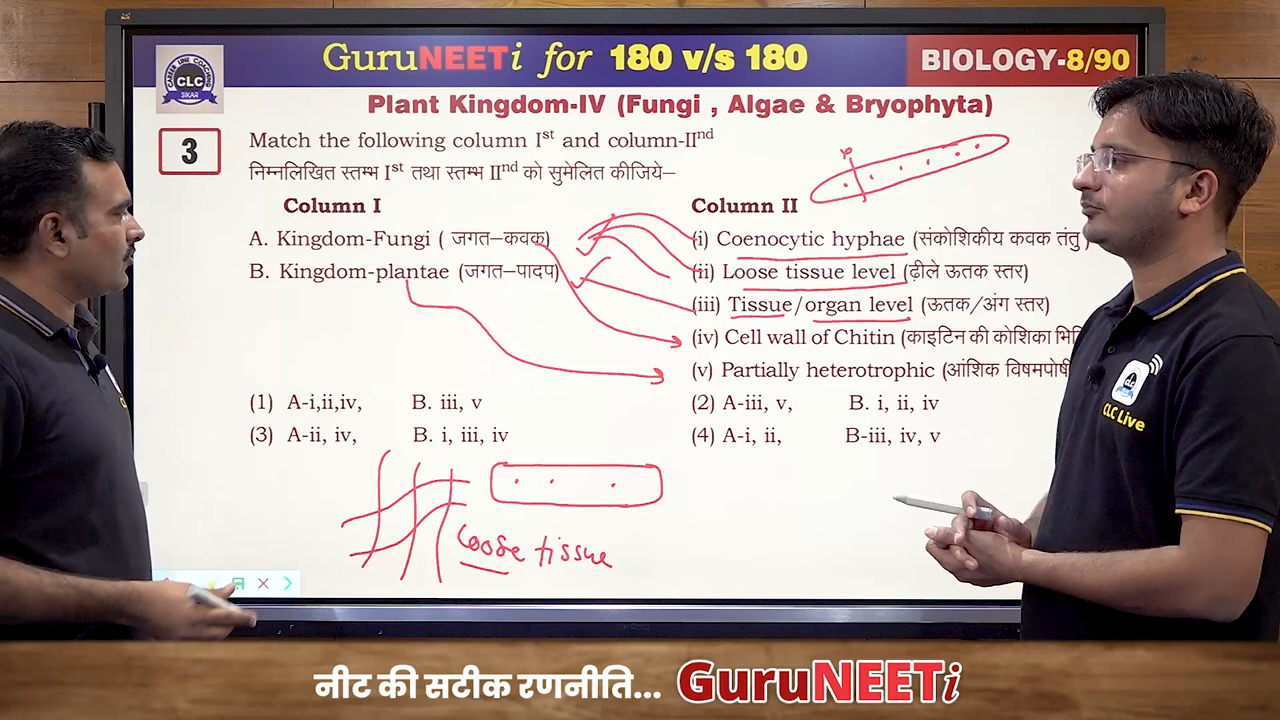 GuruNEETi for 180 v/s 180
BIOLOGY-8/90
CLC
SIKAR
Plant Kingdom-IV (Fungi , Algae & Bryophyta)
3
Match the following column Ist and column-IInd
निम्नलिखित स्तम्भ Ist तथा स्तम्भ IInd को सुमेलित कीजिये–
Column I
Column II
A. Kingdom-Fungi ( जगत–कवक)
(i) Coenocytic hyphae (संकोशिकीय कवक तंतु )
B. Kingdom-plantae (जगत–पादप)
(ii) Loose tissue level (ढ़ीले ऊतक स्तर)
(iii) Tissue/organ level (ऊतक/अंग स्तर)
(iv) Cell wall of Chitin (काइटिन की कोशिका
(v) Partially heterotrophic (आंशिक विषमपोषी
(1) A-i,ii,iv, B. iii, v
(2) A-iii, v, B. i, ii, iv
(3) A-ii, iv, B. i, iii, iv
(4) A-i, ii, B-iii, iv, v
Loose tissue
CLC Live
नीट की सटीक रणनीति... GuruNEETi